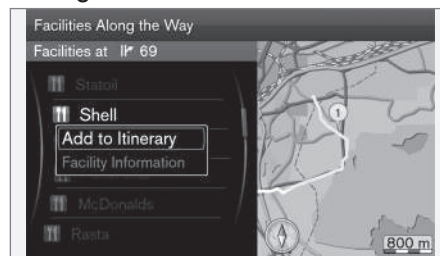 Facilities Along the Way
Facilities at 69
Statoil
Shell
Add to Itinerary
Facility Information
McDonalds
Rasta
1
800 m